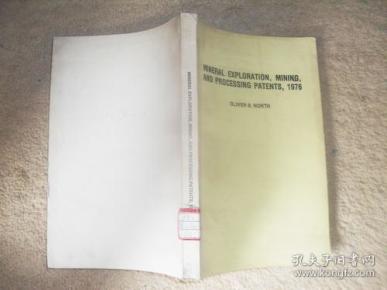 MINERAL EXPLORATION, MINING,
AND PROCESSING PATENTS, 1976
OLIVER S. NORTH
MINERAL EXPLORATION, MINING, AND PROCESSING PATENTS,
孔夫子旧书网